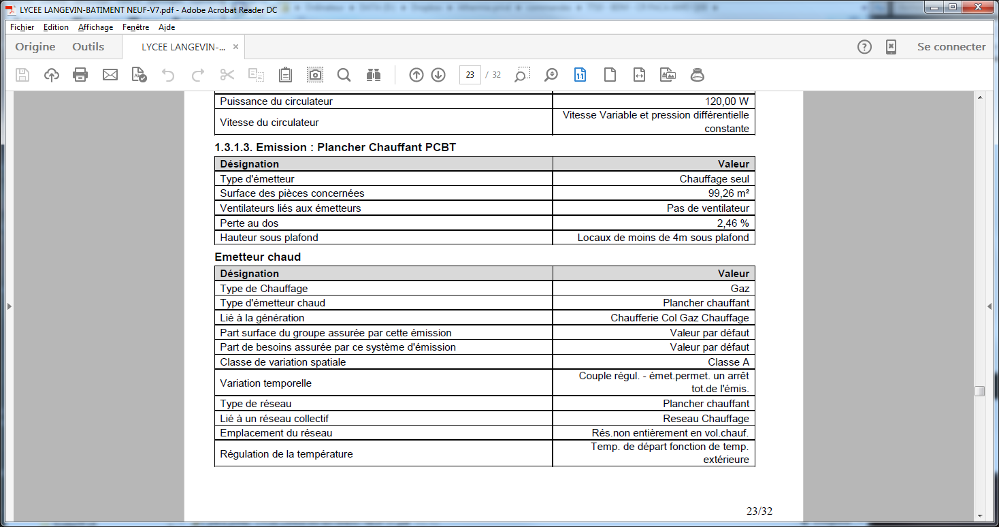 LYCEE LANGEVIN-BATIMENT NEUF-V7.pdf - Adobe Acrobat Reader DC
Fichier Edition Affichage Fenêtre Aide
Origine Outils LYCEE LANGEVIN-... × Se connecter
23 / 32
Puissance du circulateur 120,00 W
Vitesse du circulateur Vitesse Variable et pression différentielle
constante
1.3.1.3. Emission : Plancher Chauffant PCBT
Désignation Valeur
Type d'émetteur Chauffage seul
Surface des pièces concernées 99,26 m²
Ventilateurs liés aux émetteurs Pas de ventilateur
Perte au dos 2,46 %
Hauteur sous plafond Locaux de moins de 4m sous plafond
Emetteur chaud
Désignation Valeur
Type de Chauffage Gaz
Type d'émetteur chaud Plancher chauffant
Lié à la génération Chaufferie Col Gaz Chauffage
Part surface du groupe assurée par cette émission Valeur par défaut
Part de besoins assurée par ce système d'émission Valeur par défaut
Classe de variation spatiale Classe A
Variation temporelle Couple régul. - émet.permet. un arrêt
tot.de l'émis.
Type de réseau Plancher chauffant
Lié à un réseau collectif Reseau Chauffage
Emplacement du réseau Rés.non entièrement en vol.chauf.
Régulation de la température Temp. de départ fonction de temp.
extérieure
23/32